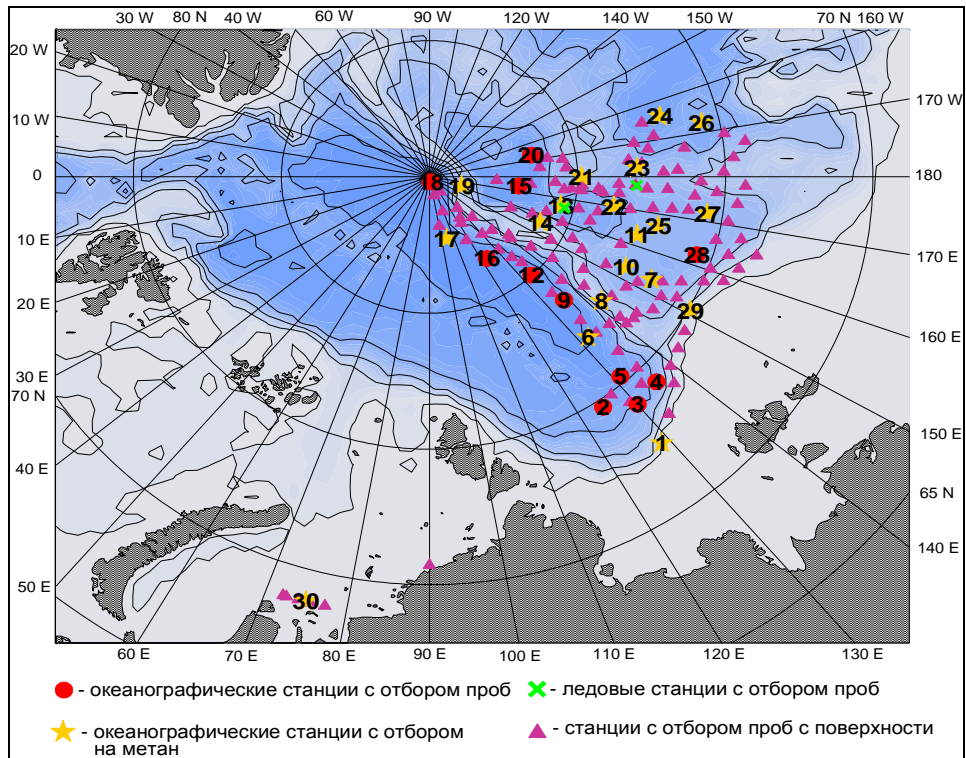 30 W 80 N 40 W 60 W 90 W 120 W 140 W 150 W 70 N 160 W
20 W
10 W
0
10 E
20 E
30 E
70 N
40 E
50 E
170 W
180
170 E
160 E
150 E
65 N
140 E
24
26
20
23
21
18
19
15
13
22
27
14
25
17
11
16
28
12
10
7
9
8
29
6
5
4
2
3
1
30
60 E 70 E 80 E 90 E 100 E 110 E 120 E 130 E
- океанографические станции с отбором проб
- ледовые станции с отбором проб
- океанографические станции с отбором
на метан
- станции с отбором проб с поверхности